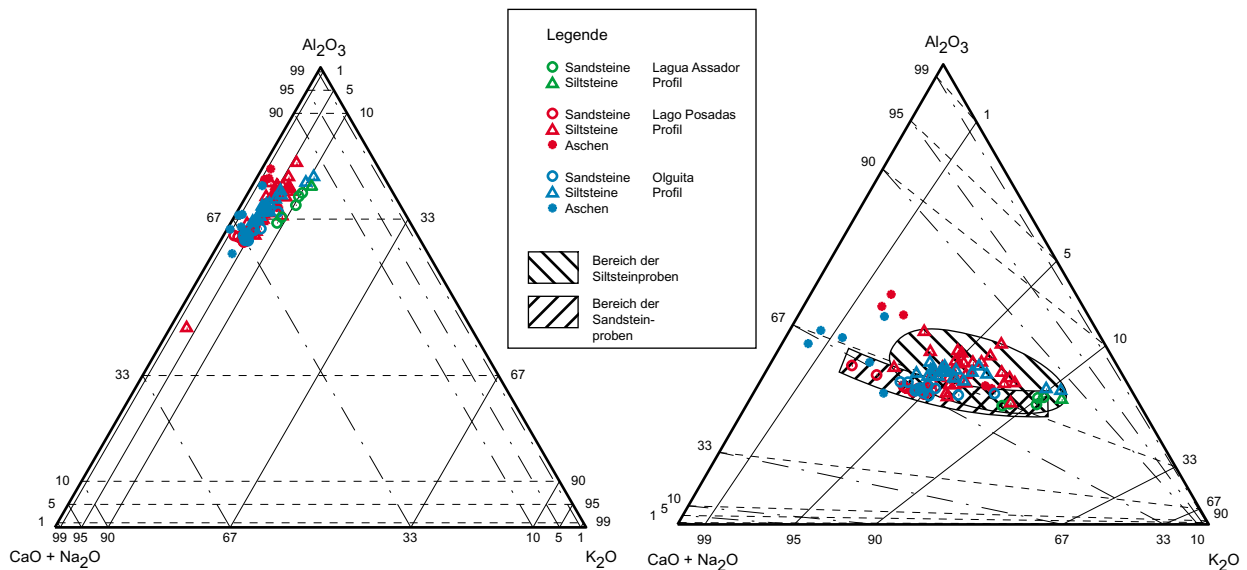 Al2O3
99 1
95 5
90 10
67 33
33 67
10 90
5 95
1 99
99 95 90 67 33 10 5 1
CaO + Na2O K2O
Legende
Sandsteine Lagua Assador
Siltsteine Profil
Sandsteine Lago Posadas
Siltsteine Profil
Aschen
Sandsteine Olguita
Siltsteine Profil
Aschen
Bereich der
Siltsteinproben
Bereich der
Sandstein-
proben
Al2O3
99
95 1
90
5
67 10
33 33
10 67
1 5 90
99 95 90 67 33 10
CaO + Na2O K2O